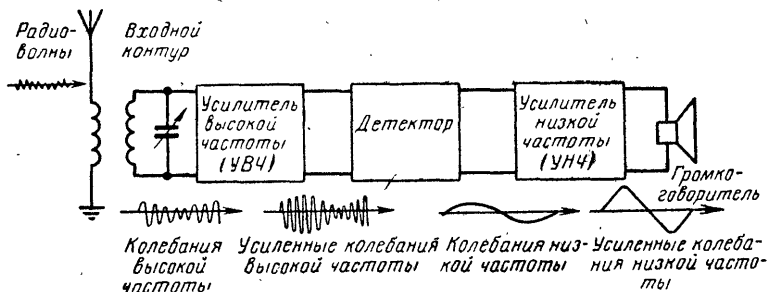 Радио-
волны
Входной
контур
Усилитель
высокой
частоты
(УВЧ)
Детектор
Усилитель
низкой
частоты
(УНЧ)
Громко-
говоритель
Колебания
высокой
частоты
Усиленные колебания
высокой частоты
Колебания низ-
кой частоты
Усиленные колеба-
ния низкой часто-
ты